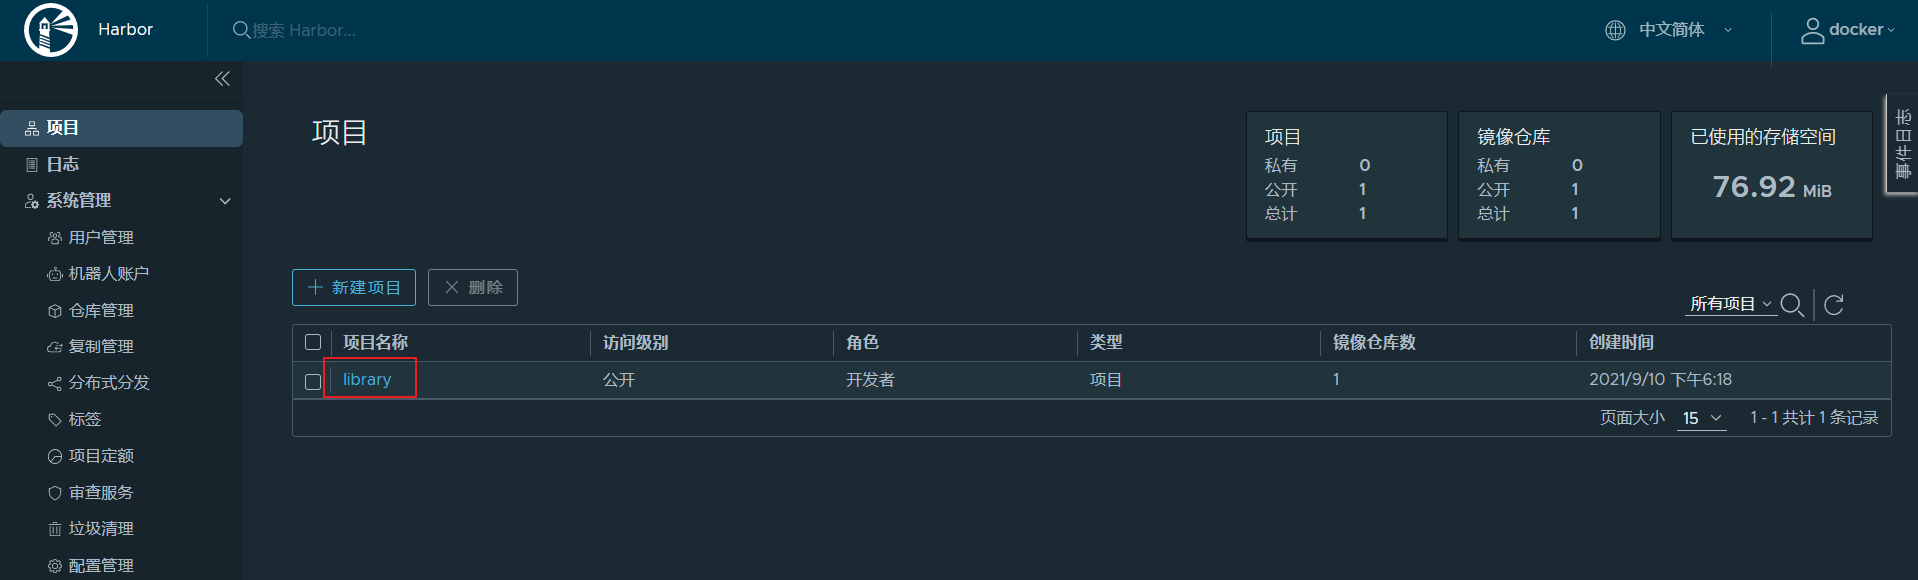 Harbor
搜索 Harbor...
中文简体
docker
项目
日志
系统管理
用户管理
机器人账户
仓库管理
复制管理
分布式分发
标签
项目定额
审查服务
垃圾清理
配置管理
项目
项目
私有 0
公开 1
总计 1
镜像仓库
私有 0
公开 1
总计 1
已使用的存储空间
76.92 MiB
事件日志
新建项目
删除
所有项目
项目名称 访问级别 角色 类型 镜像仓库数 创建时间
library 公开 开发者 项目 1 2021/9/10 下午6:18
页面大小 15 1 - 1 共计 1 条记录